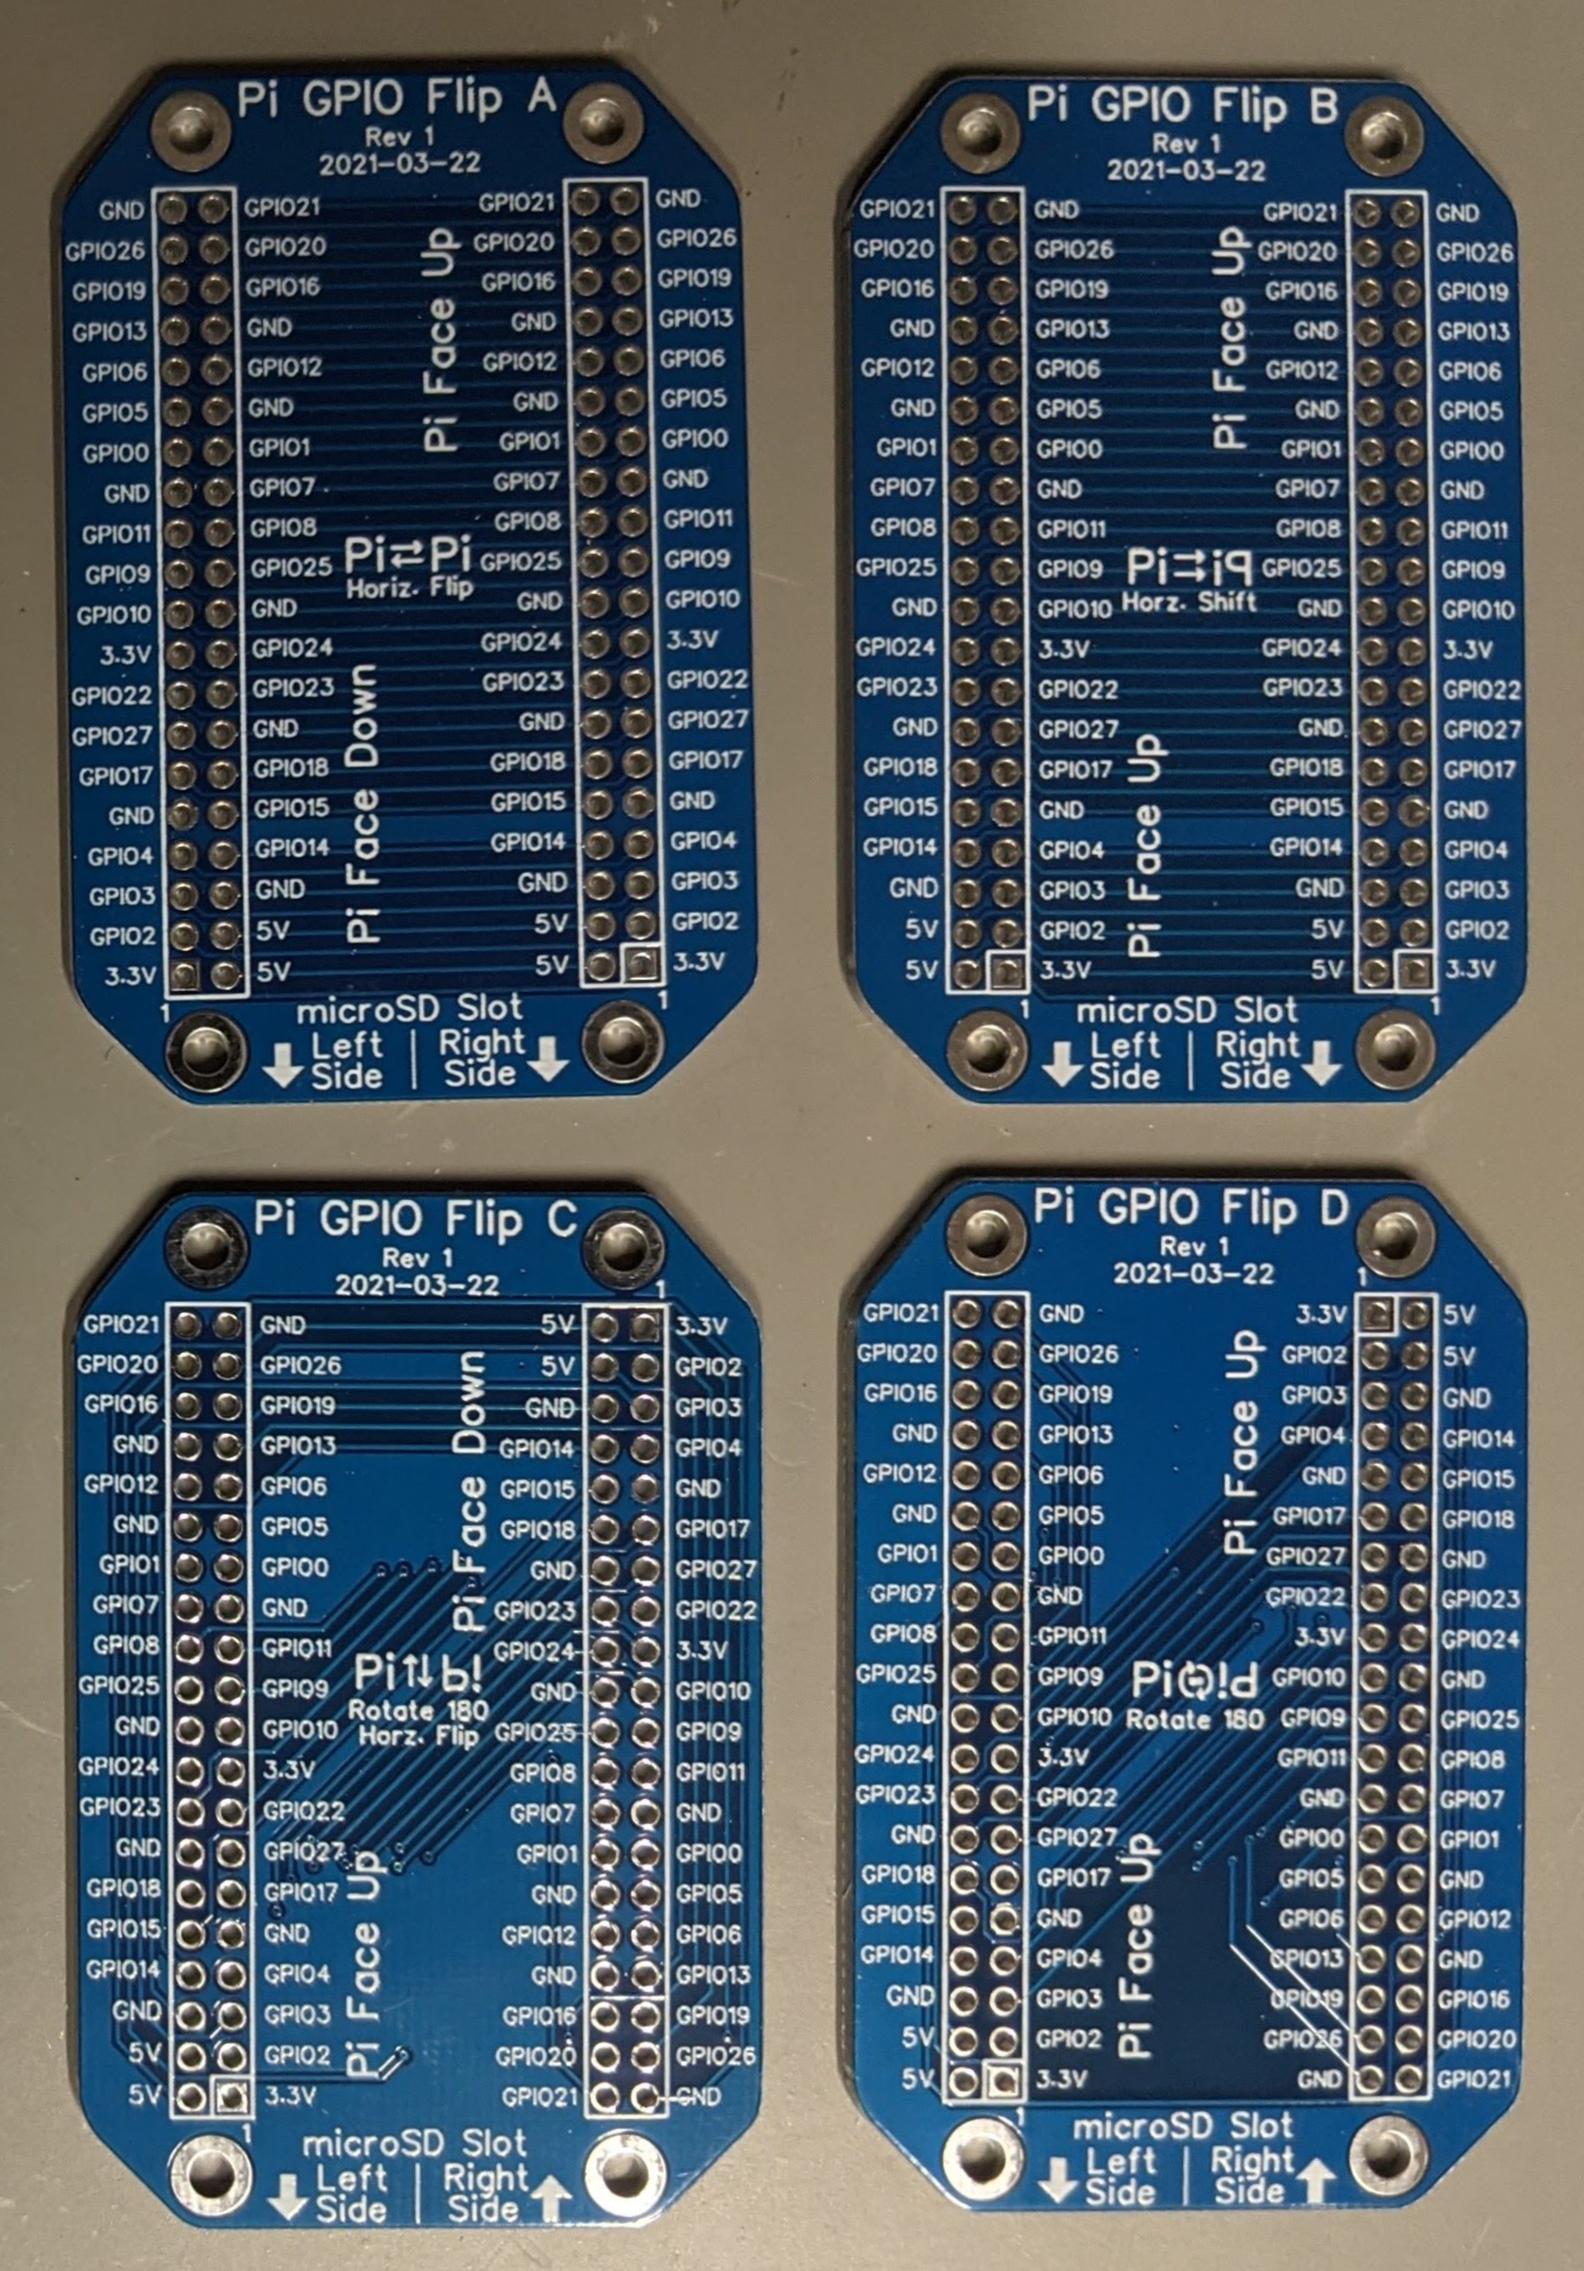 Pi GPIO Flip A
Rev 1
2021-03-22
GND GPIO21 GPIO21 GND
GPIO26 GPIO20 GPIO20 GPIO26
GPIO19 GPIO16 GPIO16 GPIO19
GPIO13 GND GND GPIO13
GPIO6 GPIO12 GPIO12 GPIO6
GPIO5 GND GND GPIO5
GPIO0 GPIO1 GPIO1 GPIO0
GND GPIO7 GPIO7 GND
GPIO11 GPIO8 GPIO8 GPIO11
GPIO9 GPIO25 GPIO25 GPIO9
GPIO10 GND GND GPIO10
3.3V GPIO24 GPIO24 3.3V
GPIO22 GPIO23 GPIO23 GPIO22
GPIO27 GND GND GPIO27
GPIO17 GPIO18 GPIO18 GPIO17
GND GPIO15 GPIO15 GND
GPIO4 GPIO14 GPIO14 GPIO4
GPIO3 GND GND GPIO3
GPIO2 5V 5V GPIO2
3.3V 5V 5V 3.3V
1 1
Pi Face Up
Pi⇄Pi
Horiz. Flip
Pi Face Down
microSD Slot
Left | Right
Side | Side
Pi GPIO Flip B
Rev 1
2021-03-22
GPIO21 GND GPIO21 GND
GPIO20 GPIO26 GPIO20 GPIO26
GPIO16 GPIO19 GPIO16 GPIO19
GND GPIO13 GND GPIO13
GPIO12 GPIO6 GPIO12 GPIO6
GND GPIO5 GND GPIO5
GPIO1 GPIO0 GPIO1 GPIO0
GPIO7 GND GPIO7 GND
GPIO8 GPIO11 GPIO8 GPIO11
GPIO25 GPIO9 GPIO25 GPIO9
GND GPIO10 GND GPIO10
GPIO24 3.3V GPIO24 3.3V
GPIO23 GPIO22 GPIO23 GPIO22
GND GPIO27 GND GPIO27
GPIO18 GPIO17 GPIO18 GPIO17
GPIO15 GND GPIO15 GND
GPIO14 GPIO4 GPIO14 GPIO4
GND GPIO3 GND GPIO3
5V GPIO2 5V GPIO2
5V 3.3V 5V 3.3V
1 1
Pi Face Up
Pi⇉Pi
Horz. Shift
Pi Face Up
microSD Slot
Left | Right
Side | Side
Pi GPIO Flip C
Rev 1
2021-03-22
1
GPIO21 GND 5V 3.3V
GPIO20 GPIO26 5V GPIO2
GPIO16 GPIO19 GND GPIO3
GND GPIO13 GPIO14 GPIO4
GPIO12 GPIO6 GPIO15 GND
GND GPIO5 GPIO18 GPIO17
GPIO1 GPIO0 GND GPIO27
GPIO7 GND GPIO23 GPIO22
GPIO8 GPIO11 GPIO24 3.3V
GPIO25 GPIO9 GND GPIO10
GND GPIO10 GPIO25 GPIO9
GPIO24 3.3V GPIO8 GPIO11
GPIO23 GPIO22 GPIO7 GND
GND GPIO27 GPIO1 GPIO0
GPIO18 GPIO17 GND GPIO5
GPIO15 GND GPIO12 GPIO6
GPIO14 GPIO4 GND GPIO13
GND GPIO3 GPIO16 GPIO19
5V GPIO2 GPIO20 GPIO26
5V 3.3V GPIO21 GND
1
Pi Face Down
Pi⇅Pi
Rotate 180
Horz. Flip
Pi Face Up
microSD Slot
Left | Right
Side | Side
Pi GPIO Flip D
Rev 1
2021-03-22
1
GPIO21 GND 3.3V 5V
GPIO20 GPIO26 GPIO2 5V
GPIO16 GPIO19 GPIO3 GND
GND GPIO13 GPIO4 GPIO14
GPIO12 GPIO6 GND GPIO15
GND GPIO5 GPIO17 GPIO18
GPIO1 GPIO0 GPIO27 GND
GPIO7 GND GPIO22 GPIO23
GPIO8 GPIO11 3.3V GPIO24
GPIO25 GPIO9 GPIO10 GND
GND GPIO10 GPIO9 GPIO25
GPIO24 3.3V GPIO11 GPIO8
GPIO23 GPIO22 GND GPIO7
GND GPIO27 GPIO0 GPIO1
GPIO18 GPIO17 GPIO5 GND
GPIO15 GND GPIO6 GPIO12
GPIO14 GPIO4 GPIO13 GND
GND GPIO3 GPIO19 GPIO16
5V GPIO2 GPIO26 GPIO20
5V 3.3V GND GPIO21
1
Pi Face Up
Pi Pi
Rotate 180
Pi Face Up
microSD Slot
Left | Right
Side | Side